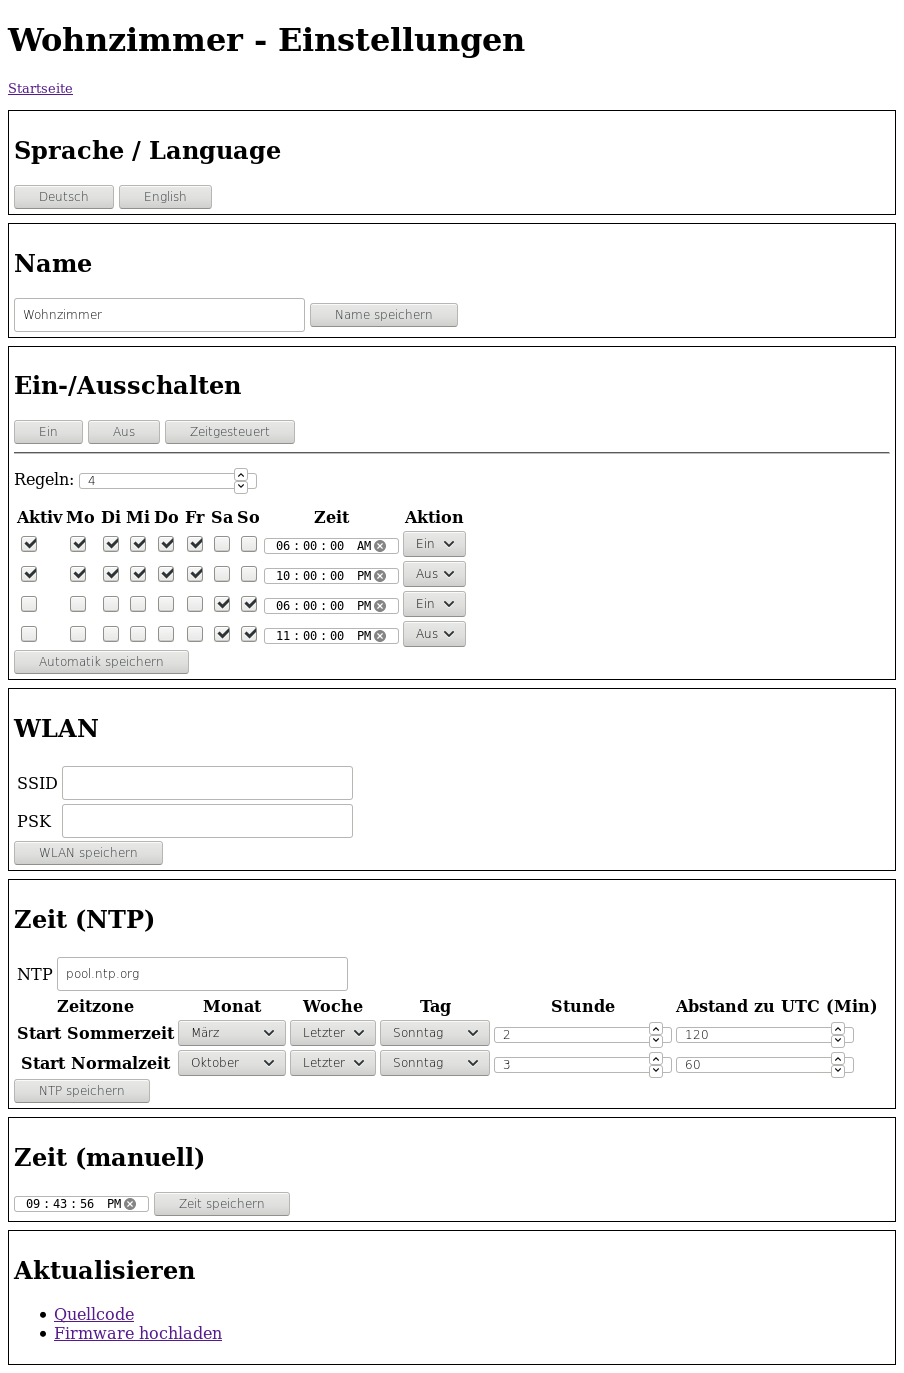 Wohnzimmer - Einstellungen
Startseite
Sprache / Language
Deutsch English
Name
Wohnzimmer Name speichern
Ein-/Ausschalten
Ein Aus Zeitgesteuert
Regeln: 4
Aktiv Mo Di Mi Do Fr Sa So Zeit Aktion
06:00:00 AM Ein
10:00:00 PM Aus
06:00:00 PM Ein
11:00:00 PM Aus
Automatik speichern
WLAN
SSID
PSK
WLAN speichern
Zeit (NTP)
NTP pool.ntp.org
Zeitzone Monat Woche Tag Stunde Abstand zu UTC (Min)
Start Sommerzeit März Letzter Sonntag 2 120
Start Normalzeit Oktober Letzter Sonntag 3 60
NTP speichern
Zeit (manuell)
09:43:56 PM Zeit speichern
Aktualisieren
Quellcode
Firmware hochladen